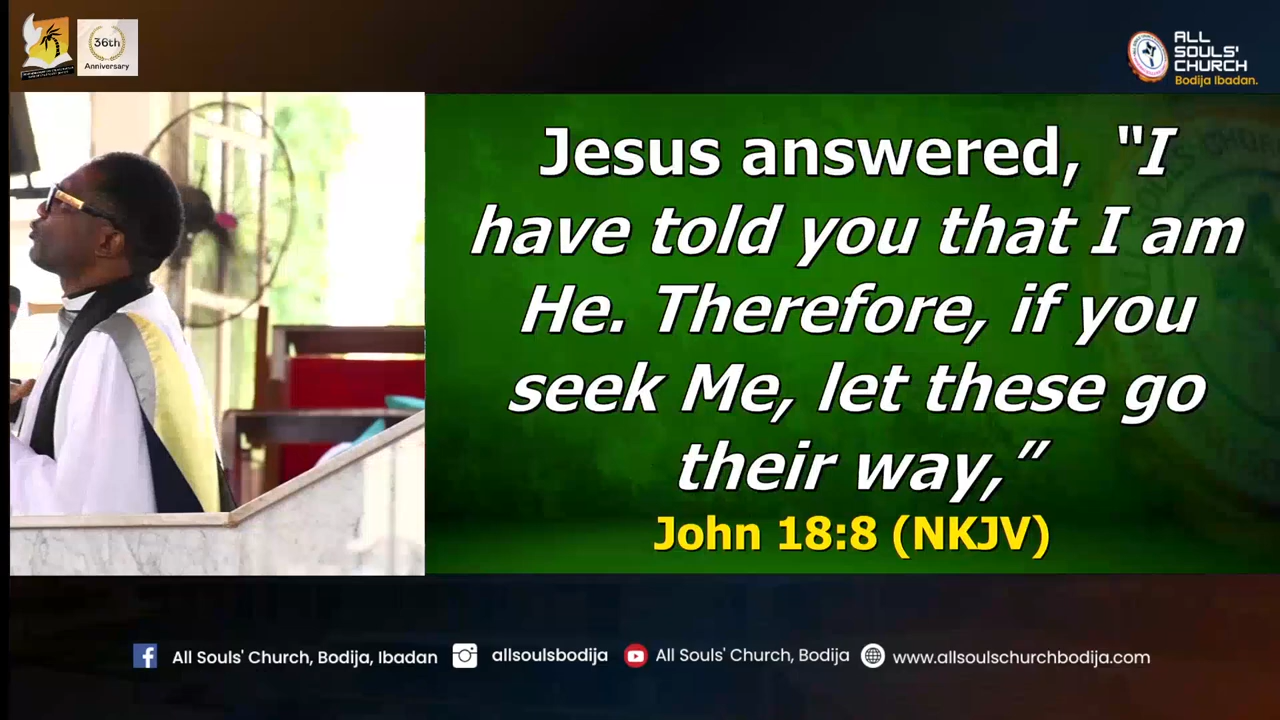 36th
Anniversary
ALL
SOULS'
CHURCH
Bodija Ibadan.
Jesus answered, “I
have told you that I am
He. Therefore, if you
seek Me, let these go
their way,”
John 18:8 (NKJV)
All Souls' Church, Bodija, Ibadan
allsoulsbodija
All Souls' Church, Bodija
www.allsoulschurchbodija.com